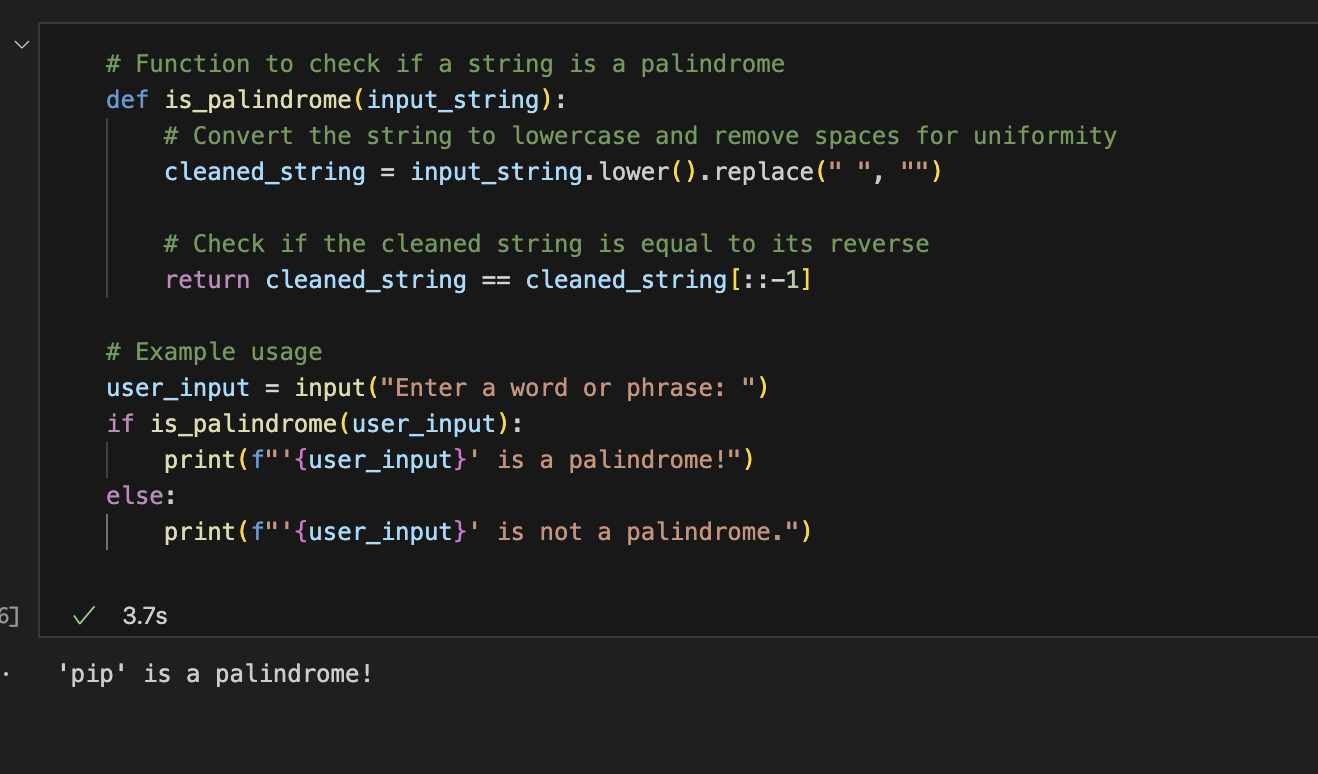 # Function to check if a string is a palindrome
def is_palindrome(input_string):
    # Convert the string to lowercase and remove spaces for uniformity
    cleaned_string = input_string.lower().replace(" ", "")

    # Check if the cleaned string is equal to its reverse
    return cleaned_string == cleaned_string[::-1]

# Example usage
user_input = input("Enter a word or phrase: ")
if is_palindrome(user_input):
    print(f"'{user_input}' is a palindrome!")
else:
    print(f"'{user_input}' is not a palindrome.")

6] 3.7s
'pip' is a palindrome!